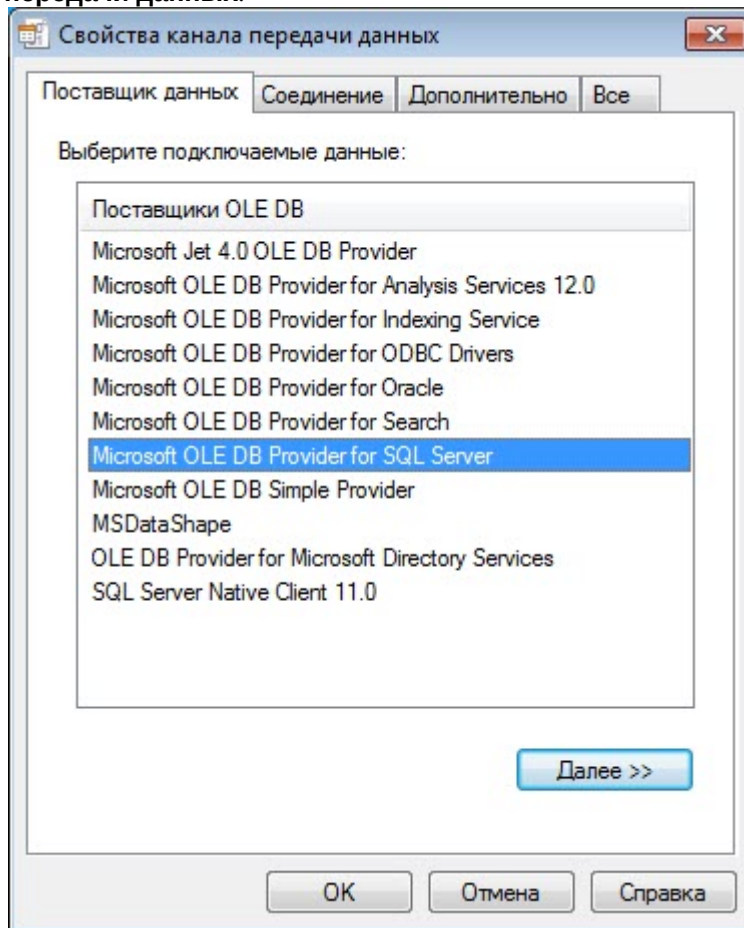 передачи данных.
Свойства канала передачи данных
Поставщик данных Соединение Дополнительно Все
Выберите подключаемые данные:
Поставщики OLE DB
Microsoft Jet 4.0 OLE DB Provider
Microsoft OLE DB Provider for Analysis Services 12.0
Microsoft OLE DB Provider for Indexing Service
Microsoft OLE DB Provider for ODBC Drivers
Microsoft OLE DB Provider for Oracle
Microsoft OLE DB Provider for Search
Microsoft OLE DB Provider for SQL Server
Microsoft OLE DB Simple Provider
MSDataShape
OLE DB Provider for Microsoft Directory Services
SQL Server Native Client 11.0
Далее >>
OK Отмена Справка